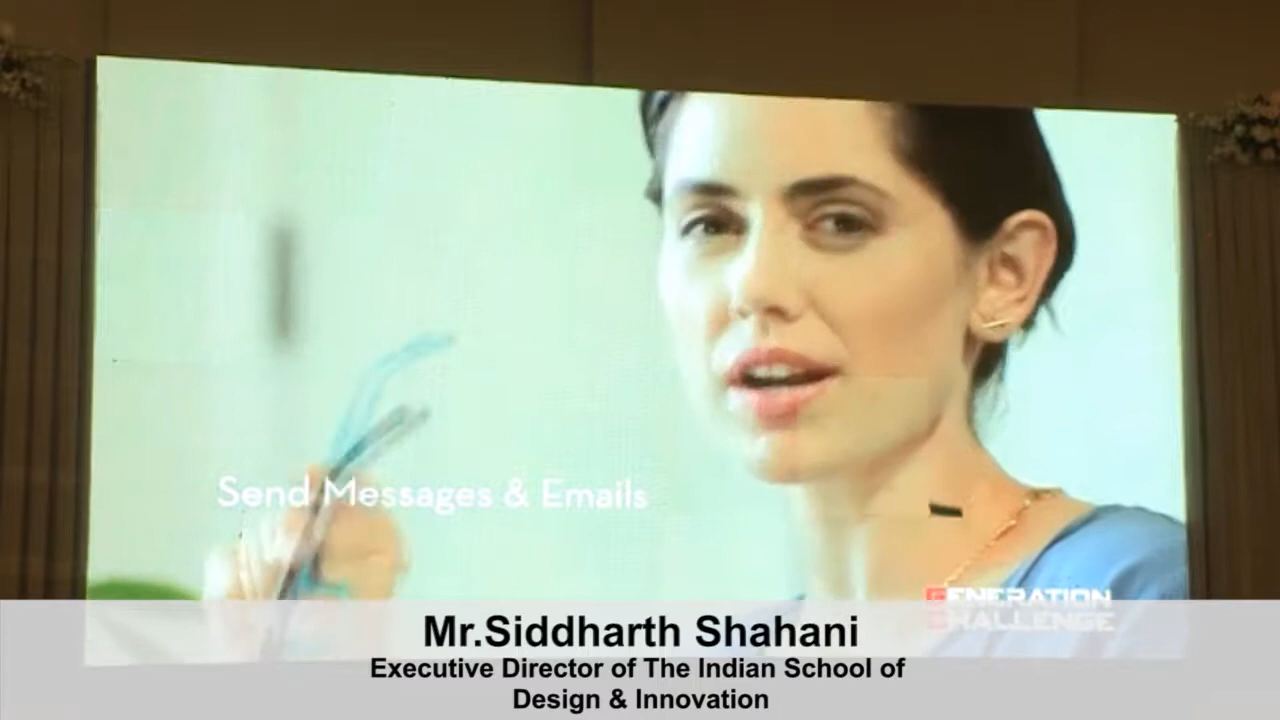 Send Messages & Emails
GENERATION
CHALLENGE
Mr.Siddharth Shahani
Executive Director of The Indian School of
Design & Innovation